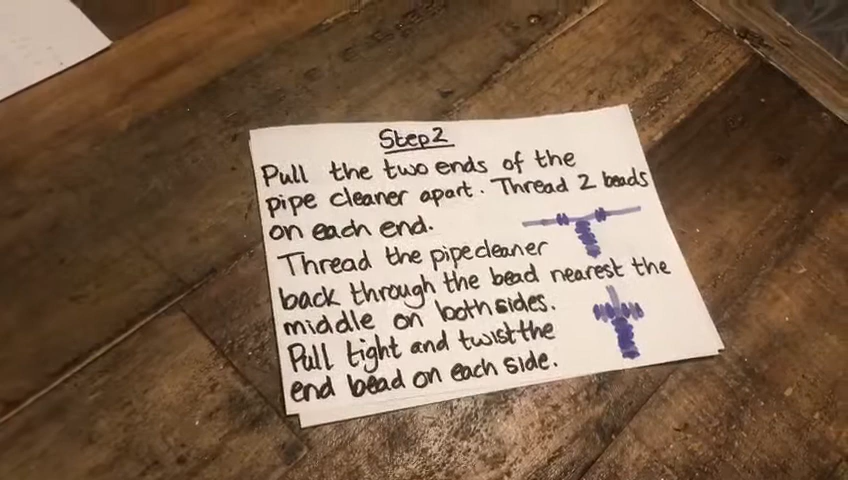 Step 2
Pull the two ends of the
pipe cleaner apart. Thread 2 beads
on each end.
Thread the pipecleaner
back through the bead nearest the
middle on both sides.
Pull tight and twist the
end bead on each side.